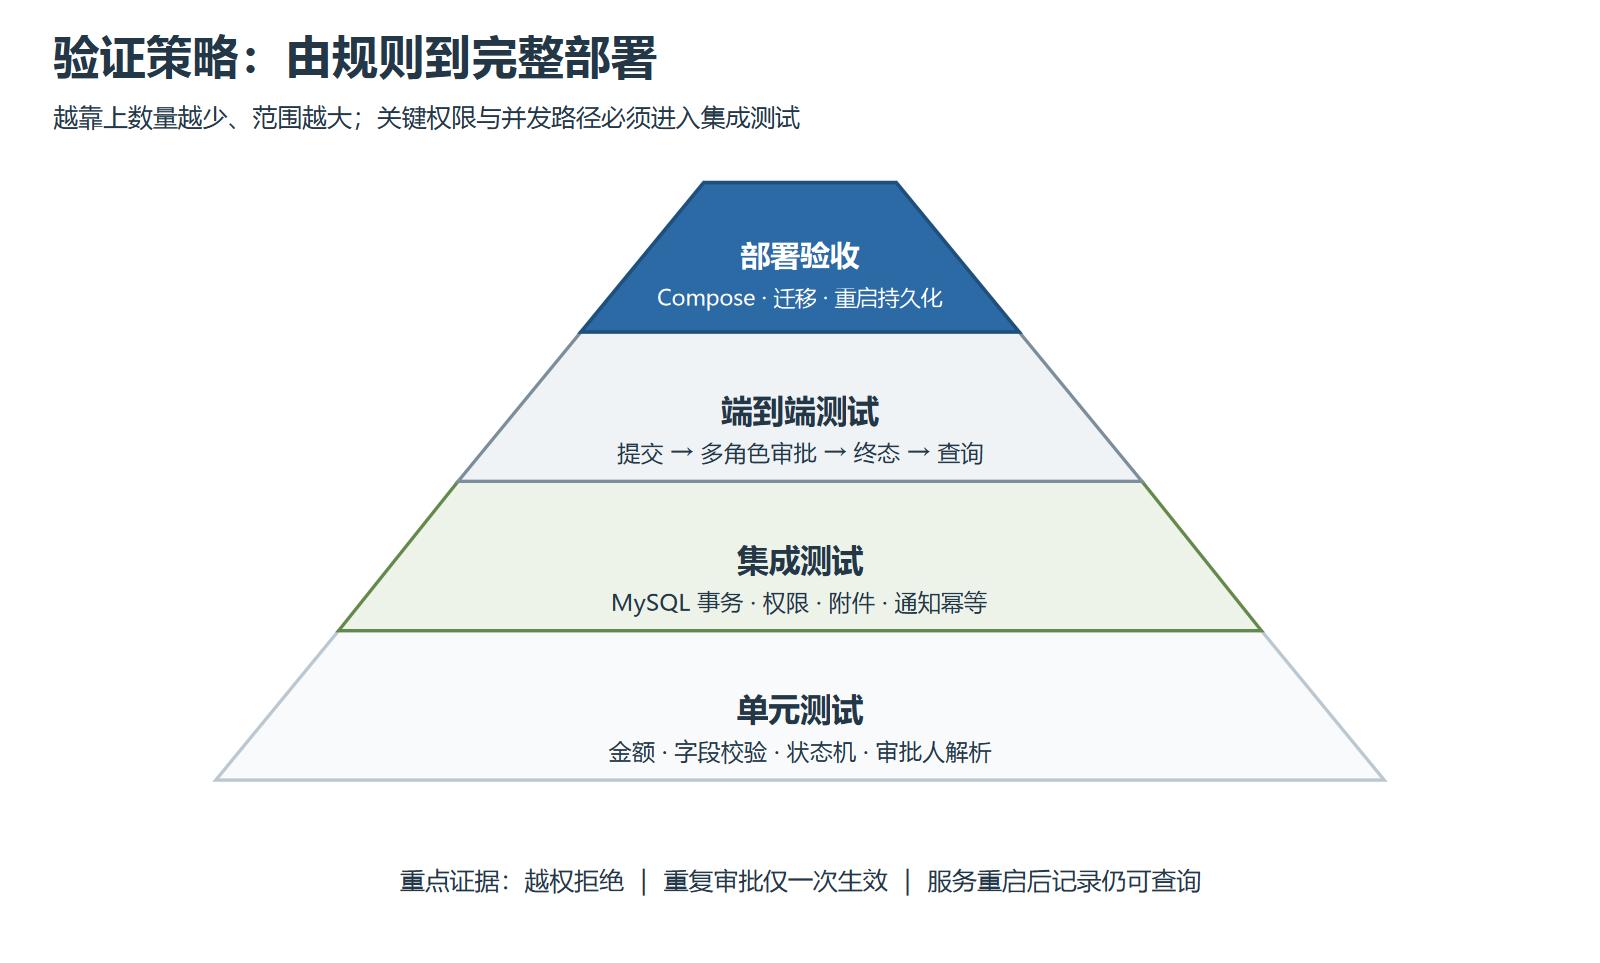 验证策略：由规则到完整部署
越靠上数量越少、范围越大；关键权限与并发路径必须进入集成测试
部署验收
Compose · 迁移 · 重启持久化
端到端测试
提交 → 多角色审批 → 终态 → 查询
集成测试
MySQL 事务 · 权限 · 附件 · 通知幂等
单元测试
金额 · 字段校验 · 状态机 · 审批人解析
重点证据：越权拒绝 ｜ 重复审批仅一次生效 ｜ 服务重启后记录仍可查询